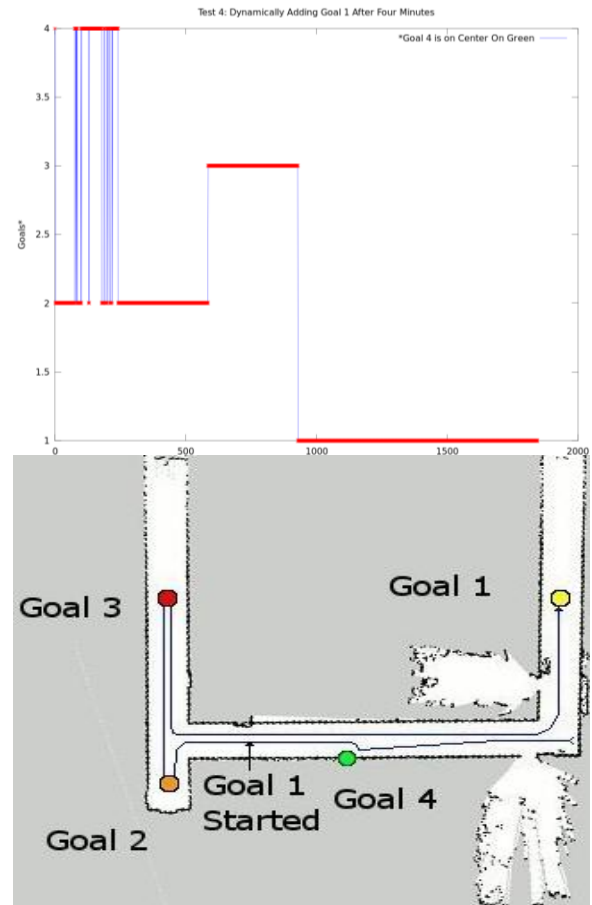 Test 4: Dynamically Adding Goal 1 After Four Minutes
*Goal 4 is on Center On Green
4
3.5
3
2.5
2
1.5
1
Goals*
0
500
1000
1500
2000
Goal 3
Goal 1
Goal 1
Started
Goal 4
Goal 2